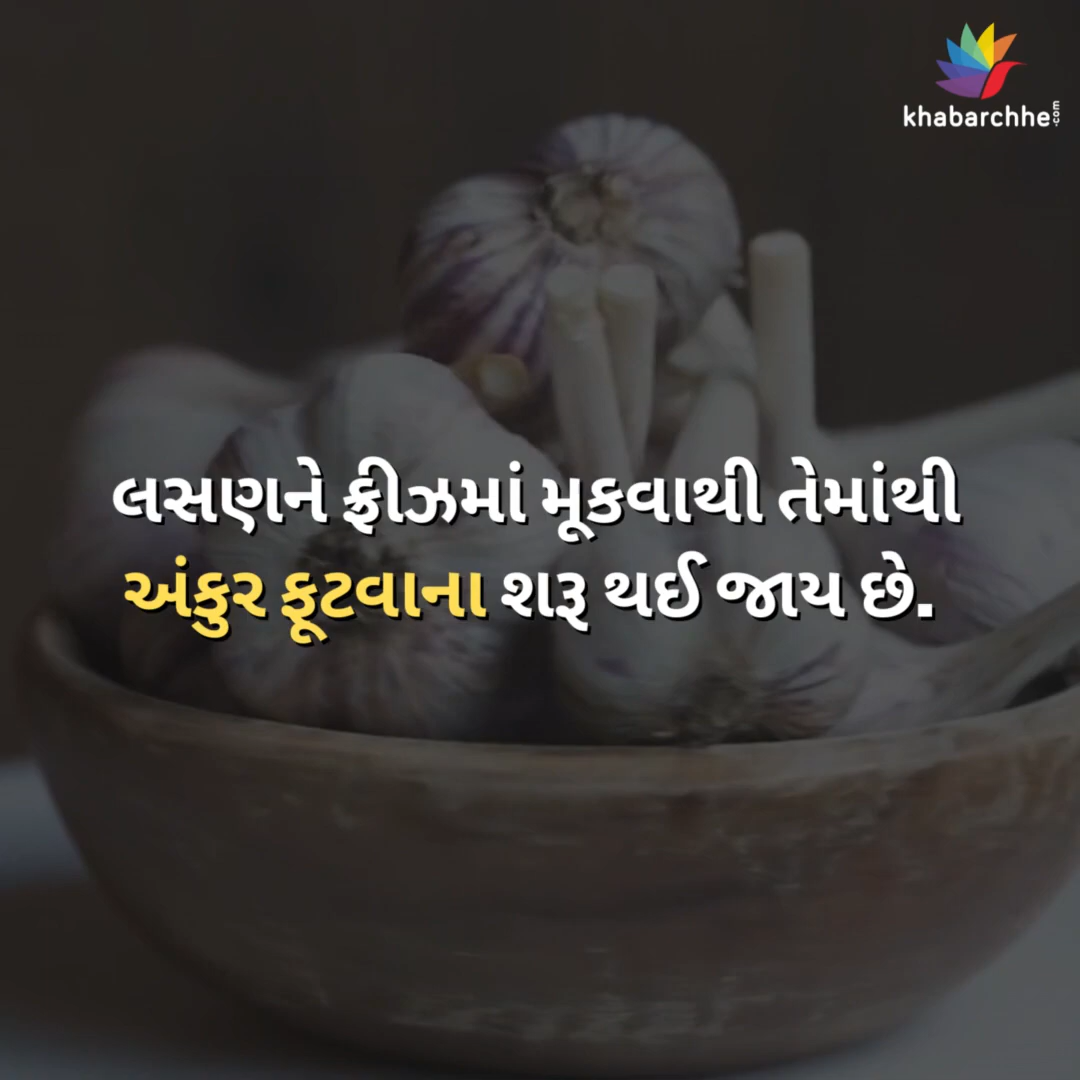 khabarchhe.com
લસણને ફ્રીઝમાં મૂકવાથી તેમાંથી
અંકુર ફૂટવાના શરૂ થઈ જાય છે.